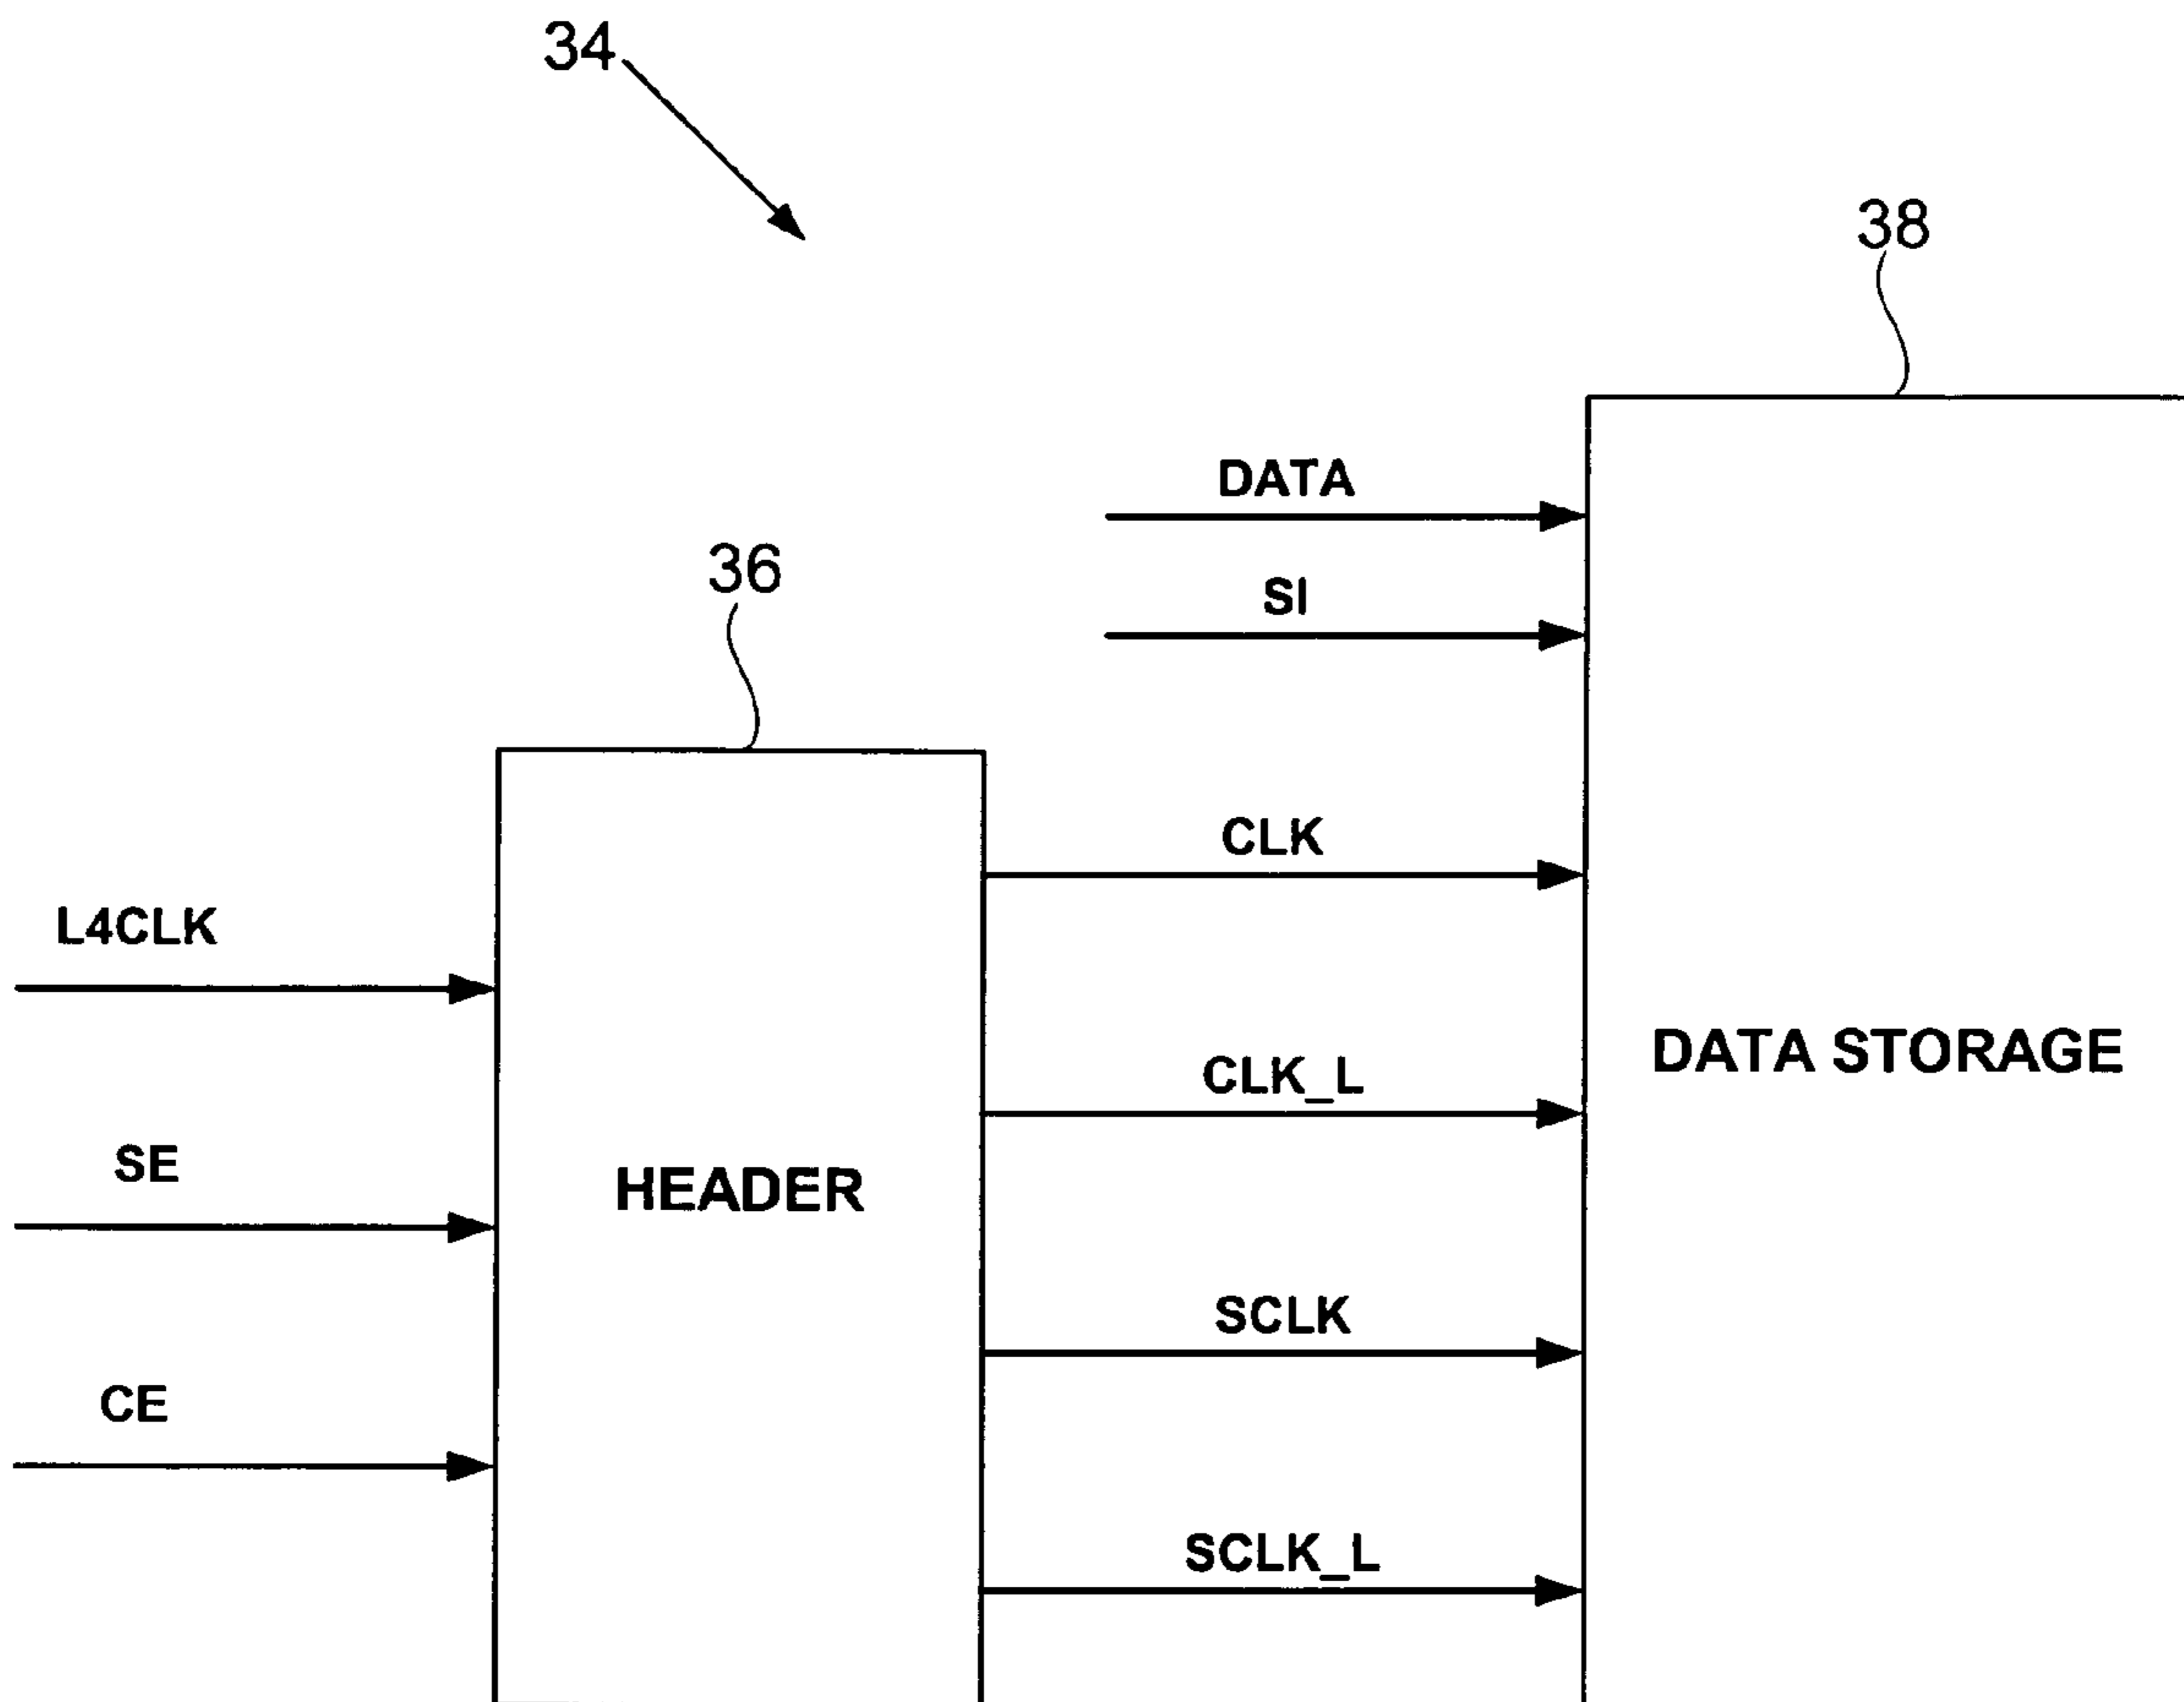 34
38
DATA
36
SI
CLK
L4CLK
DATA STORAGE
CLK_L
SE
HEADER
SCLK
CE
SCLK_L